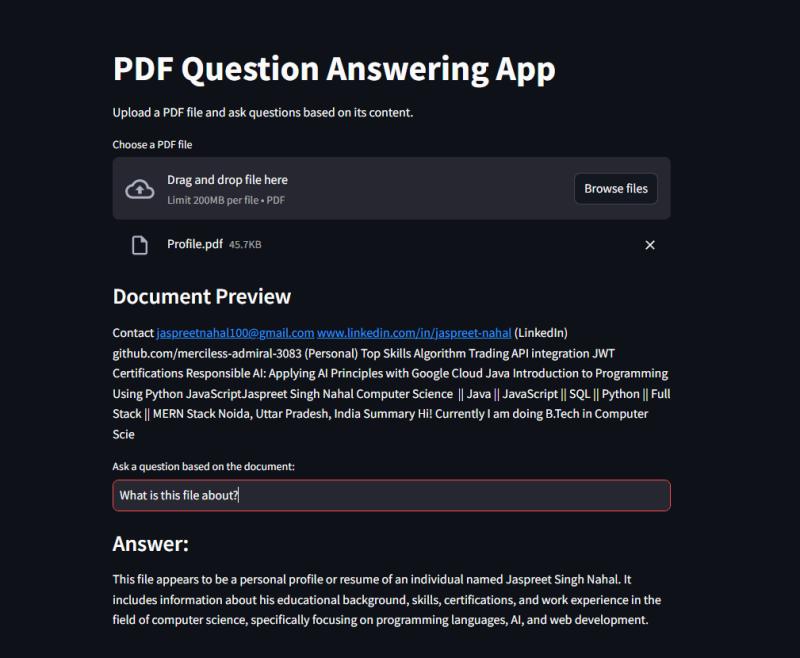 PDF Question Answering App
Upload a PDF file and ask questions based on its content.
Choose a PDF file
Drag and drop file here
Limit 200MB per file • PDF
Browse files
Profile.pdf 45.7KB
Document Preview
Contact jaspreetnahal100@gmail.com www.linkedin.com/in/jaspreet-nahal (LinkedIn)
github.com/merciless-admiral-3083 (Personal) Top Skills Algorithm Trading API integration JWT
Certifications Responsible AI: Applying AI Principles with Google Cloud Java Introduction to Programming
Using Python JavaScriptJaspreet Singh Nahal Computer Science || Java || JavaScript || SQL || Python || Full
Stack || MERN Stack Noida, Uttar Pradesh, India Summary Hi! Currently I am doing B.Tech in Computer
Scie
Ask a question based on the document:
What is this file about?
Answer:
This file appears to be a personal profile or resume of an individual named Jaspreet Singh Nahal. It
includes information about his educational background, skills, certifications, and work experience in the
field of computer science, specifically focusing on programming languages, AI, and web development.